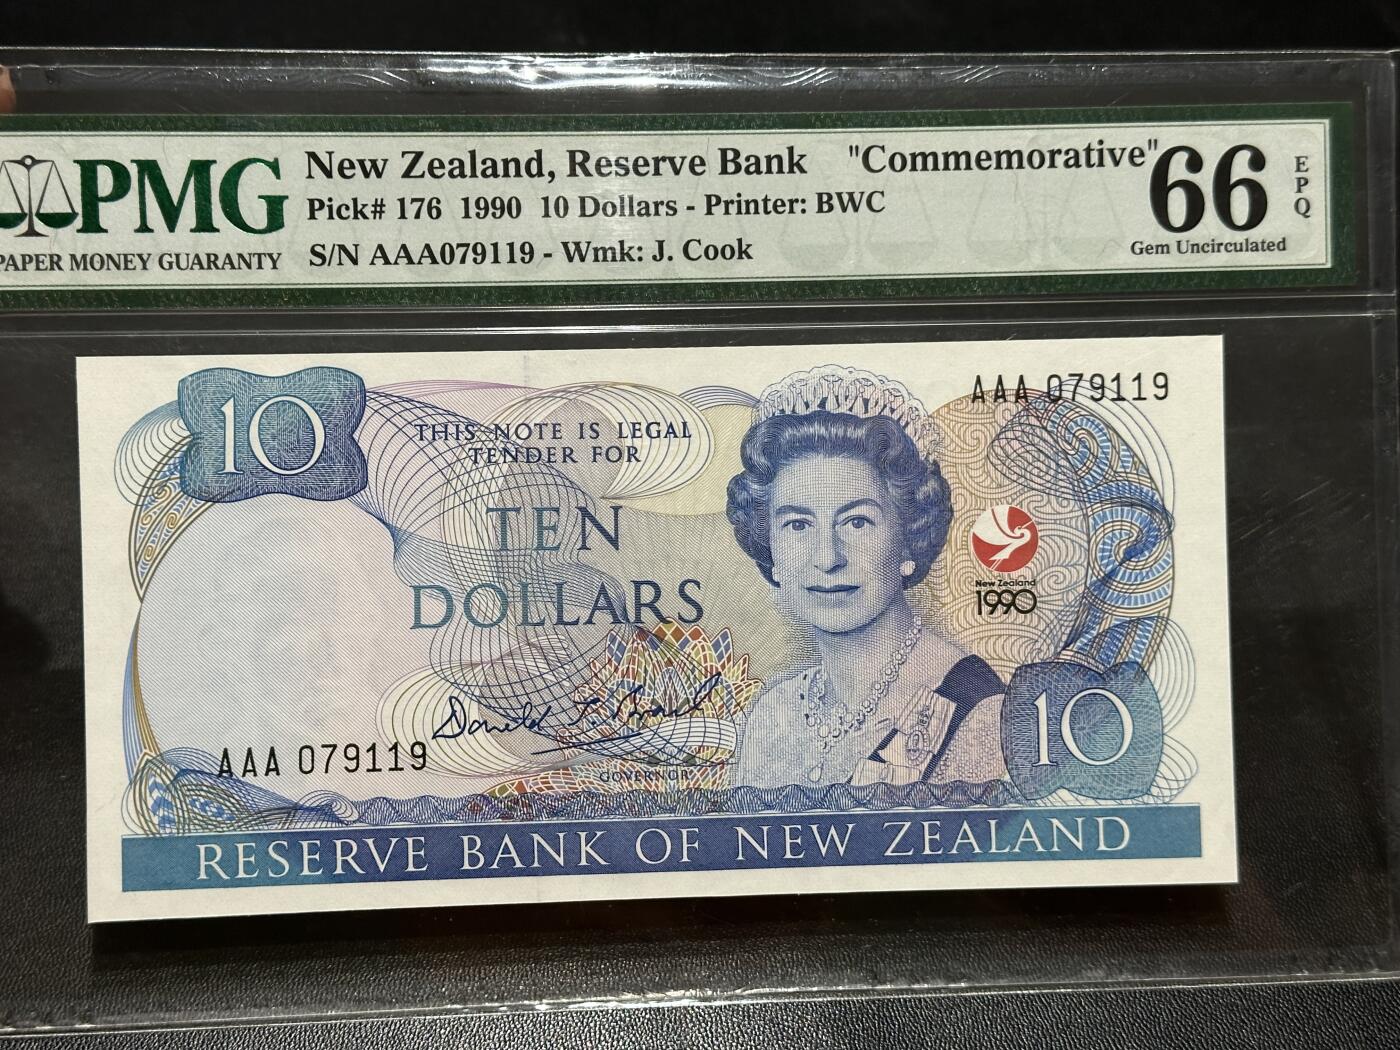 PMG
PAPER MONEY GUARANTY
New Zealand, Reserve Bank "Commemorative"
Pick# 176 1990 10 Dollars - Printer: BWC
S/N AAA079119 - Wmk: J. Cook
66
EPQ
Gem Uncirculated
10
AAA 079119
THIS NOTE IS LEGAL
TENDER FOR
TEN
DOLLARS
New Zealand
1990
Donald T. Brash
GOVERNOR
AAA 079119
10
RESERVE BANK OF NEW ZEALAND